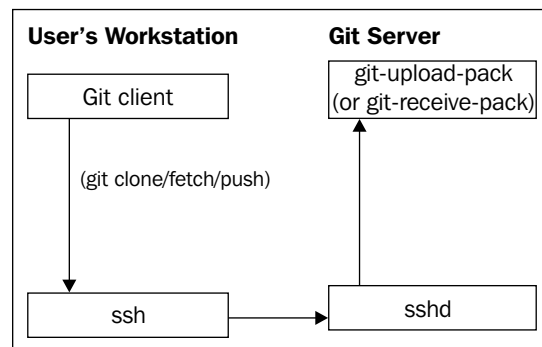 User's Workstation
Git Server
Git client
git-upload-pack
(or git-receive-pack)
(git clone/fetch/push)
ssh
sshd